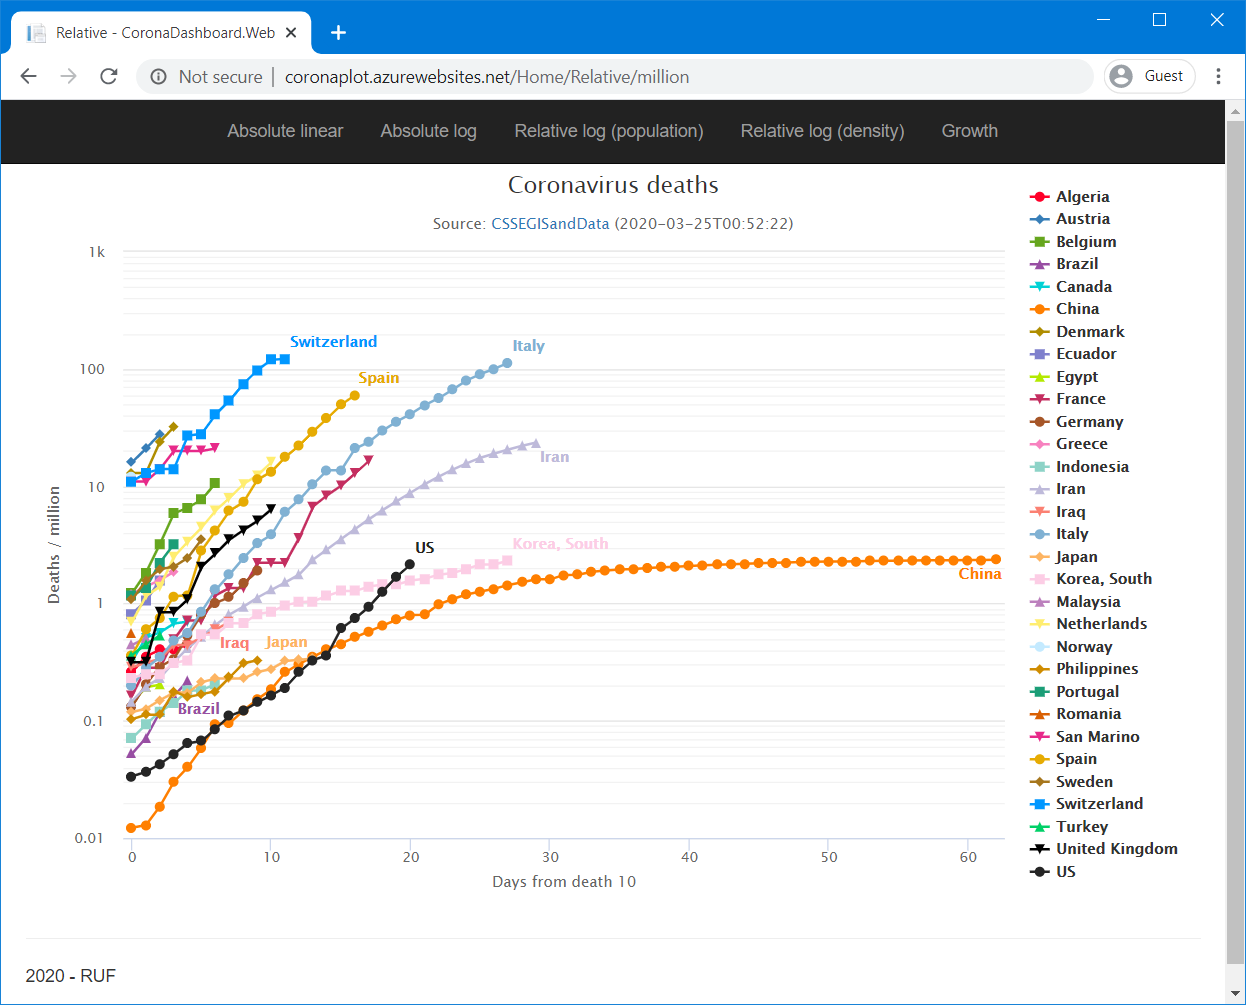 Relative - CoronaDashboard.Web
Not secure | coronaplot.azurewebsites.net/Home/Relative/million
Guest
Absolute linear Absolute log Relative log (population) Relative log (density) Growth
Coronavirus deaths
Source: CSSEGISandData (2020-03-25T00:52:22)
Deaths / million
1k
100
10
1
0.1
0.01
Switzerland
Italy
Spain
Iran
US
Korea, South
China
Iraq
Japan
Brazil
0 10 20 30 40 50 60
Days from death 10
Algeria
Austria
Belgium
Brazil
Canada
China
Denmark
Ecuador
Egypt
France
Germany
Greece
Indonesia
Iran
Iraq
Italy
Japan
Korea, South
Malaysia
Netherlands
Norway
Philippines
Portugal
Romania
San Marino
Spain
Sweden
Switzerland
Turkey
United Kingdom
US
2020 - RUF